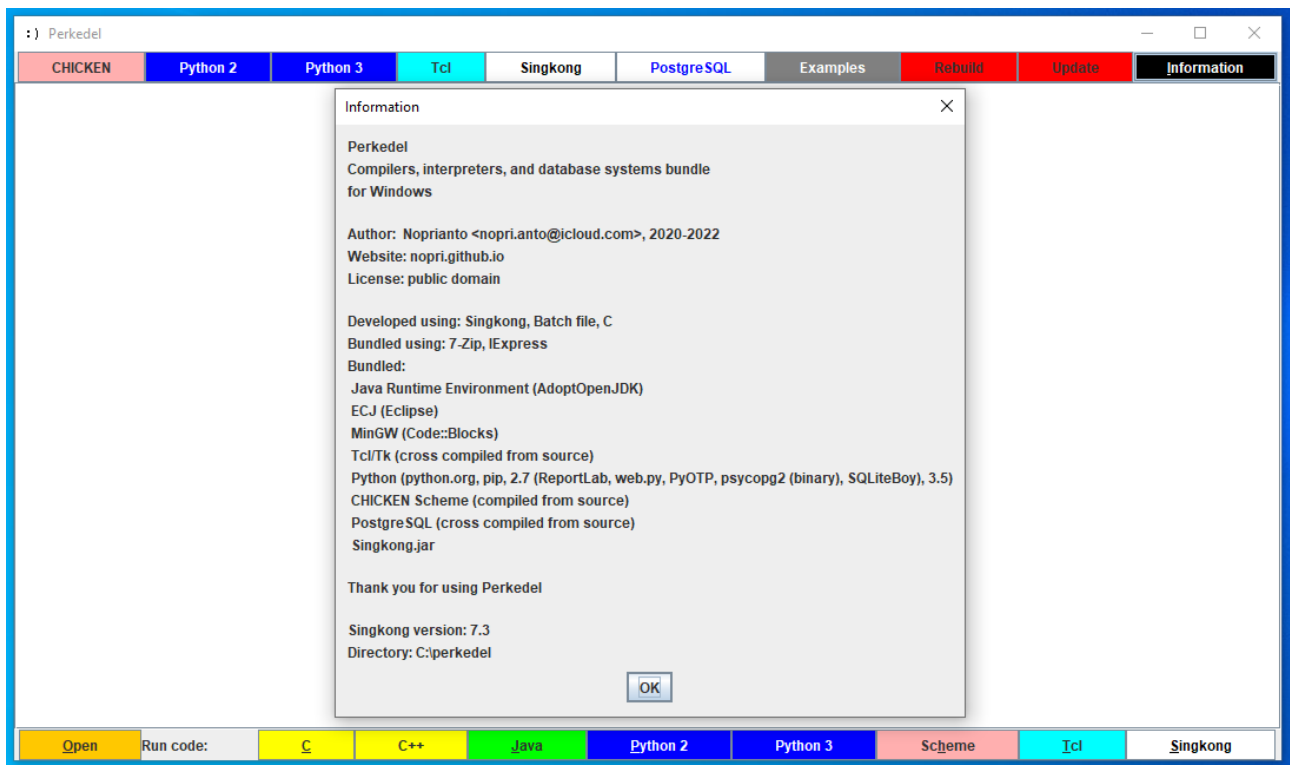 :) Perkedel
CHICKEN Python 2 Python 3 Tcl Singkong PostgreSQL Examples Rebuild Update Information
Information
Perkedel
Compilers, interpreters, and database systems bundle
for Windows
Author: Noprianto <nopri.anto@icloud.com>, 2020-2022
Website: nopri.github.io
License: public domain
Developed using: Singkong, Batch file, C
Bundled using: 7-Zip, IExpress
Bundled:
Java Runtime Environment (AdoptOpenJDK)
ECJ (Eclipse)
MinGW (Code::Blocks)
Tcl/Tk (cross compiled from source)
Python (python.org, pip, 2.7 (ReportLab, web.py, PyOTP, psycopg2 (binary), SQLiteBoy), 3.5)
CHICKEN Scheme (compiled from source)
PostgreSQL (cross compiled from source)
Singkong.jar
Thank you for using Perkedel
Singkong version: 7.3
Directory: C:\perkedel
OK
Open Run code: C C++ Java Python 2 Python 3 Scheme Tcl Singkong